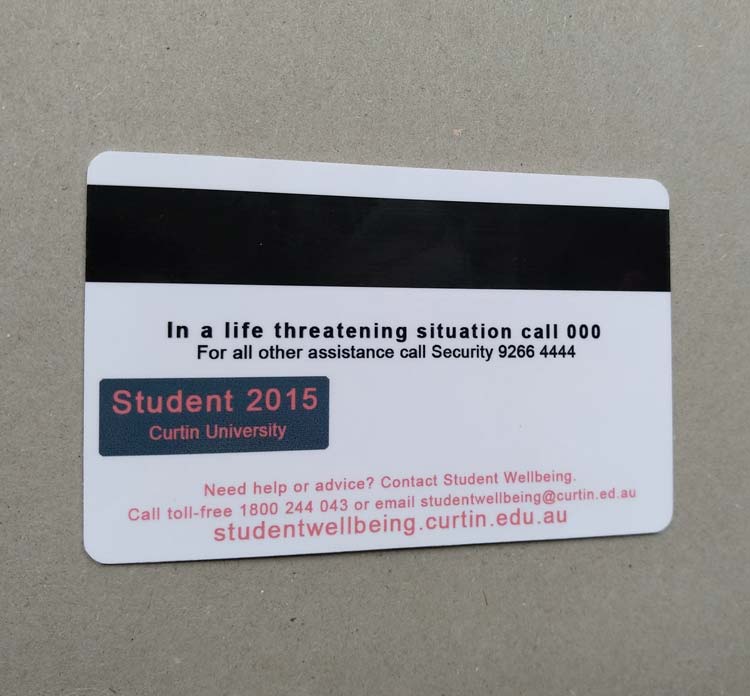 In a life threatening situation call 000
For all other assistance call Security 9266 4444
Student 2015
Curtin University
Need help or advice? Contact Student Wellbeing.
Call toll-free 1800 244 043 or email studentwellbeing@curtin.ed.au
studentwellbeing.curtin.edu.au